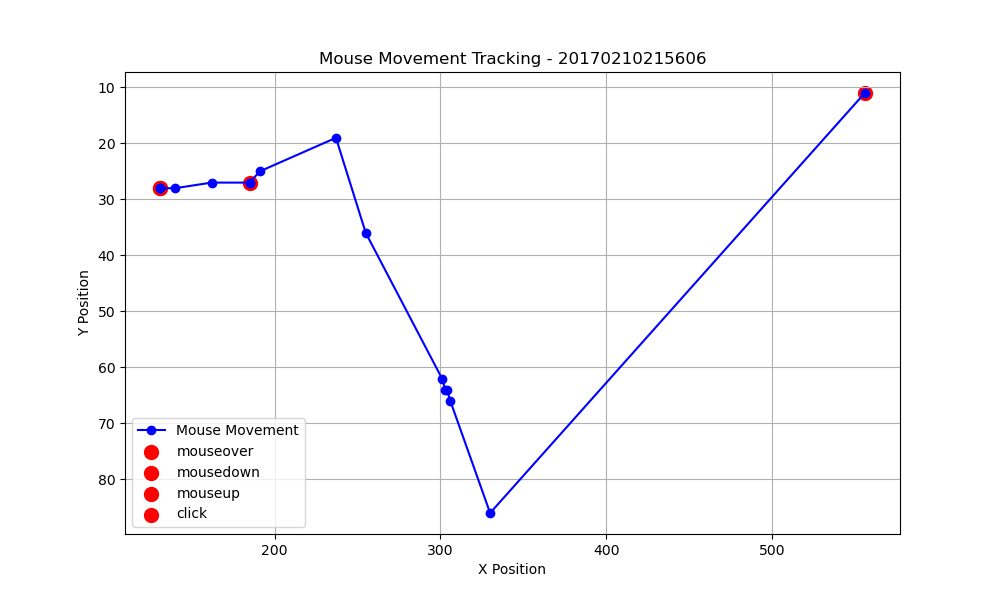 Mouse Movement Tracking - 20170210215606
10
20
30
40
50
60
70
80
Y Position
Mouse Movement
mouseover
mousedown
mouseup
click
200
300
400
500
X Position